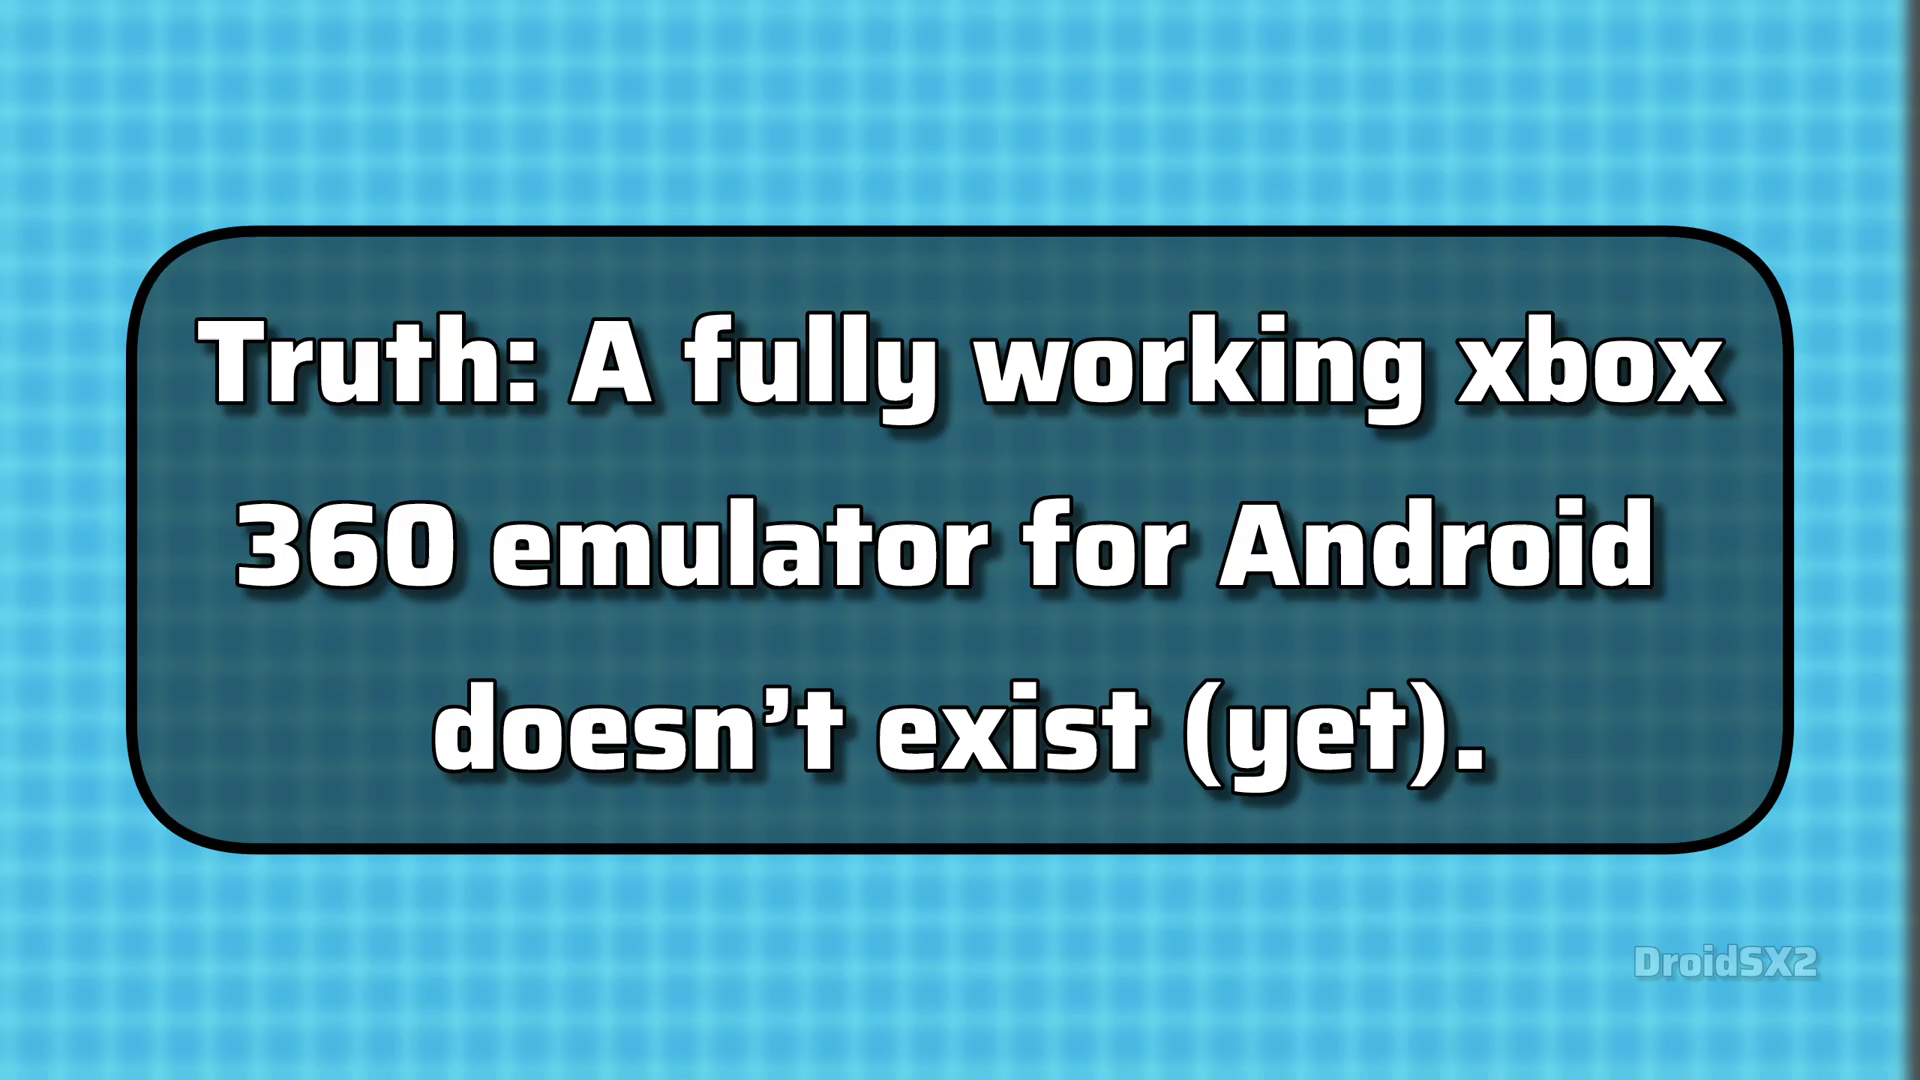 Truth: A fully working xbox
360 emulator for Android
doesn’t exist (yet).
DroidSX2